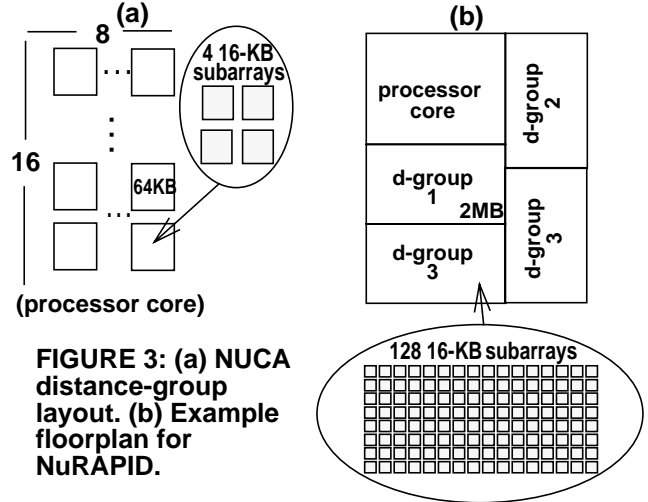 (a)
8
16
4 16-KB
subarrays
64KB
(processor core)
FIGURE 3: (a) NUCA
distance-group
layout. (b) Example
floorplan for
NuRAPID.
(b)
processor
core
d-group
2
d-group
1
2MB
d-group
3
d-group
3
128 16-KB subarrays